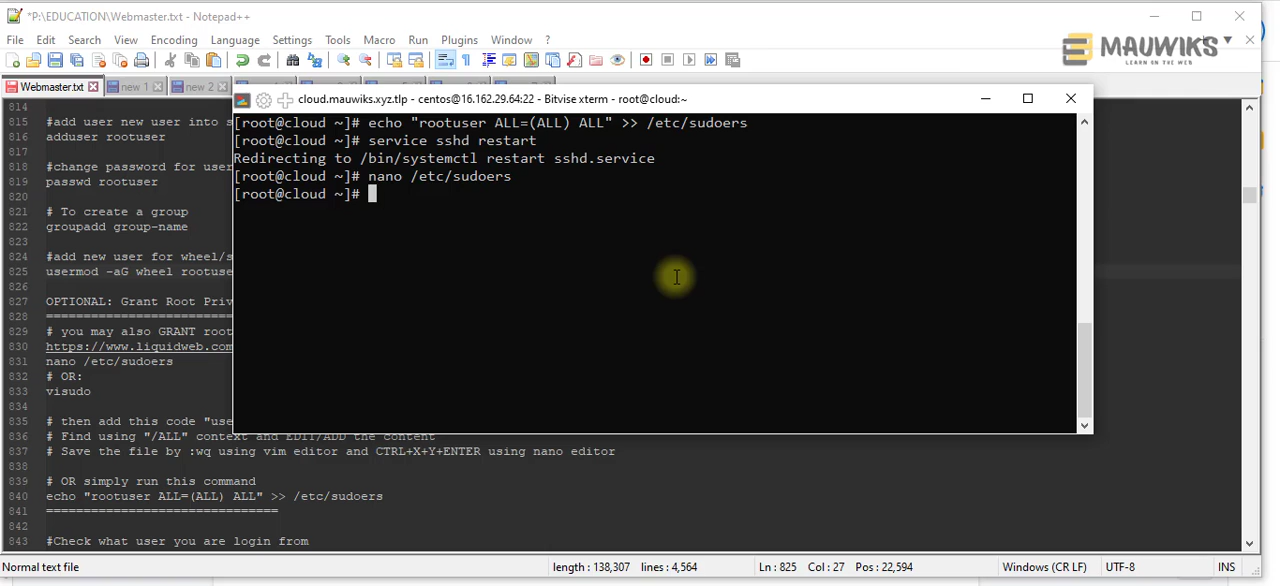 *P:\EDUCATION\Webmaster.txt - Notepad++
File Edit Search View Encoding Language Settings Tools Macro Run Plugins Window ?
MAUWIKS
LEARN ON THE WEB
Webmaster.txt new 1 new 2
cloud.mauwiks.xyz.tlp - centos@16.162.29.64:22 - Bitvise xterm - root@cloud:~
[root@cloud ~]# echo "rootuser ALL=(ALL) ALL" >> /etc/sudoers
[root@cloud ~]# service sshd restart
Redirecting to /bin/systemctl restart sshd.service
[root@cloud ~]# nano /etc/sudoers
[root@cloud ~]#
814
815 #add user new user into s
816 adduser rootuser
817
818 #change password for user
819 passwd rootuser
820
821 # To create a group
822 groupadd group-name
823
824 #add new user for wheel/s
825 usermod -aG wheel rootuse
826
827 OPTIONAL: Grant Root Priv
828 ====================
829 # you may also GRANT root
830 https://www.liquidweb.com
831 nano /etc/sudoers
832 # OR:
833 visudo
834
835 # then add this code "use
836 # Find using "/ALL" context and EDIT/ADD the content
837 # Save the file by :wq using vim editor and CTRL+X+Y+ENTER using nano editor
838
839 # OR simply run this command
840 echo "rootuser ALL=(ALL) ALL" >> /etc/sudoers
841 ===============================
842
843 #Check what user you are login from
Normal text file length : 138,307 lines : 4,564 Ln : 825 Col : 27 Pos : 22,594 Windows (CR LF) UTF-8 INS